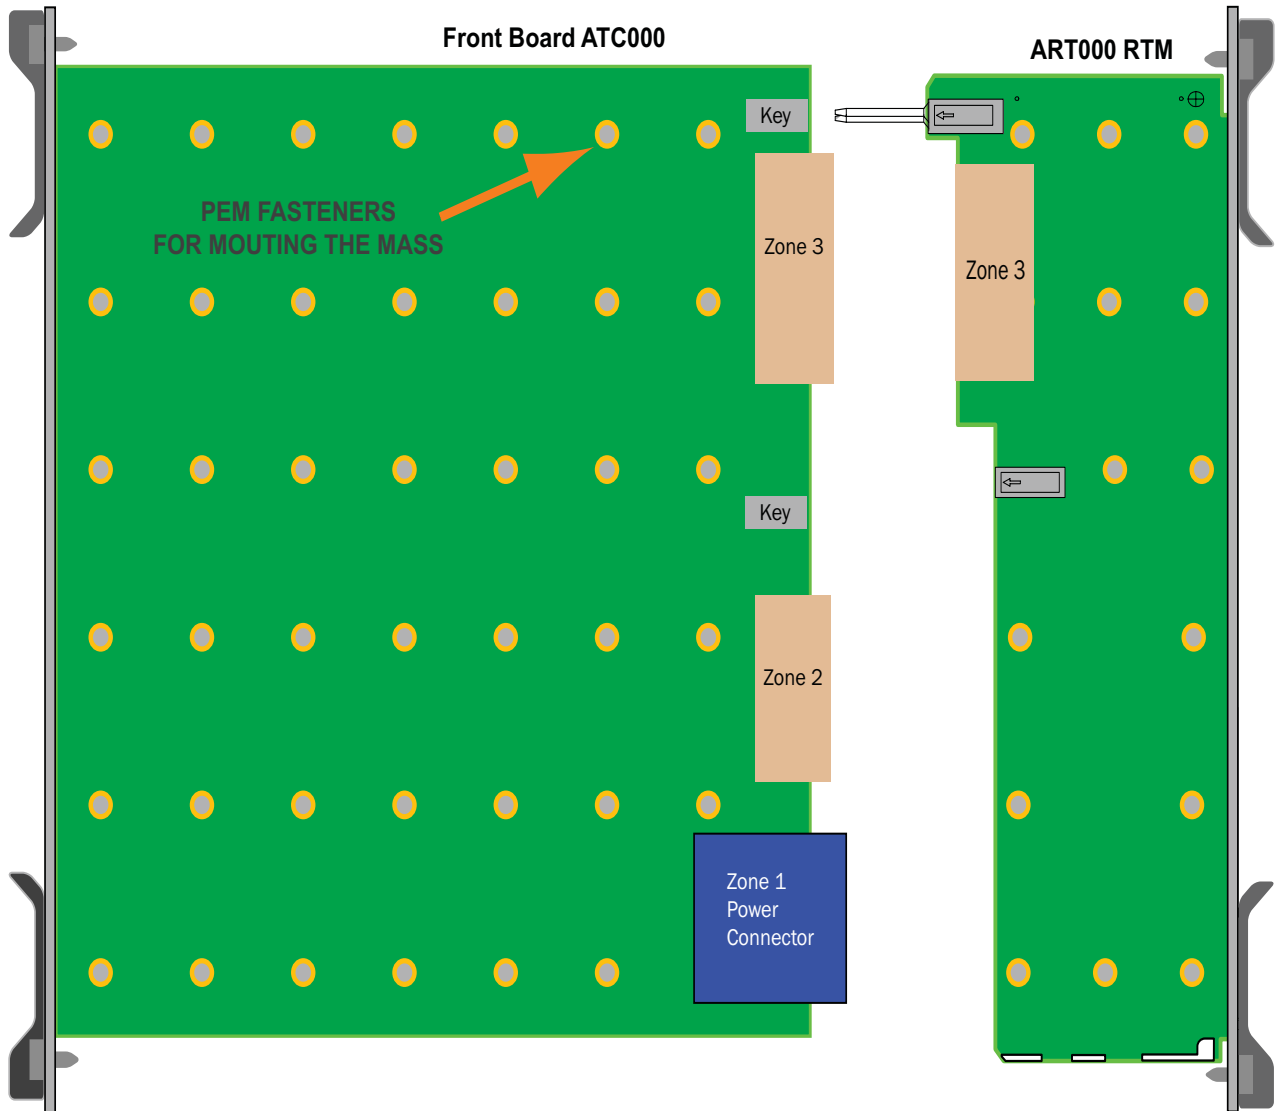 Front Board ATC000
ART000 RTM
Key
PEM FASTENERS
FOR MOUTING THE MASS
Zone 3
Zone 3
Key
Zone 2
Zone 1
Power
Connector